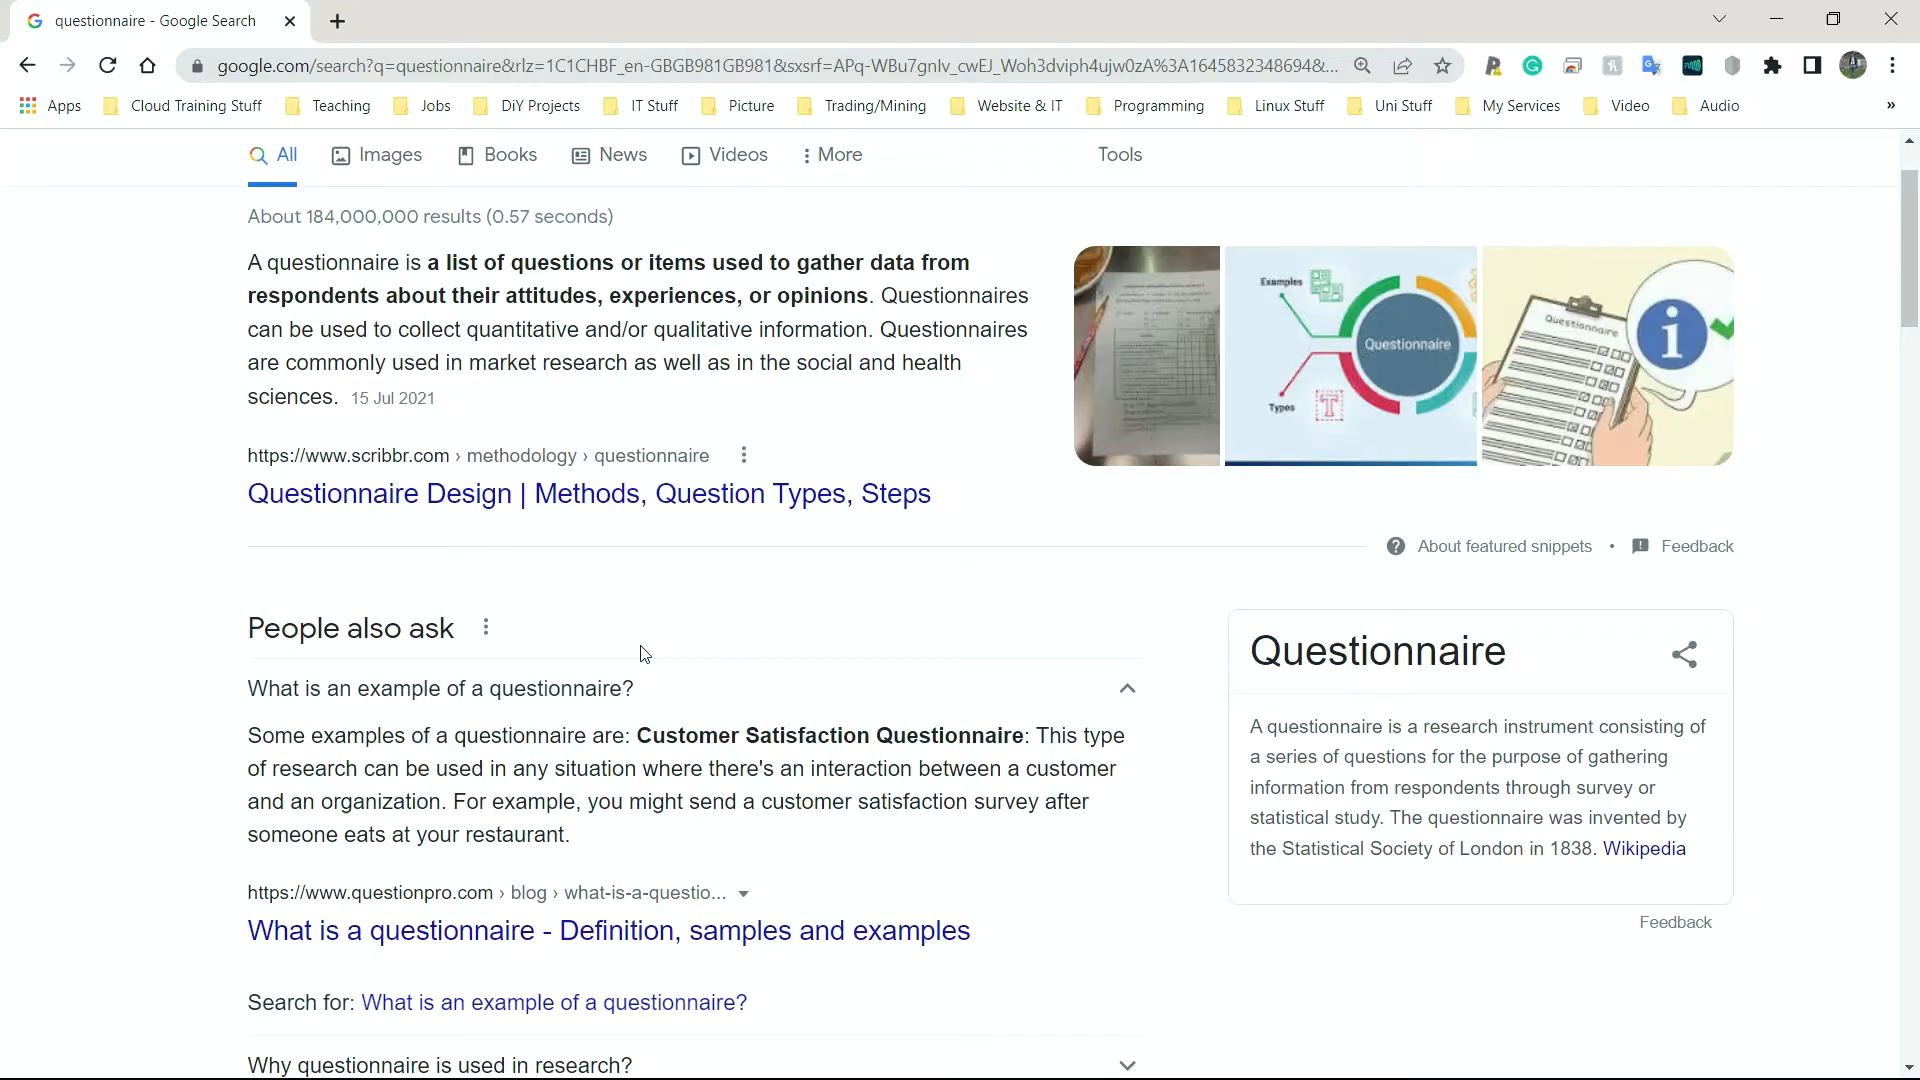 questionnaire - Google Search
google.com/search?q=questionnaire&rlz=1C1CHBF_en-GBGB981GB981&sxsrf=APq-WBu7gnIv_cwEJ_Woh3dviph4ujw0zA%3A1645832348694&...
Apps Cloud Training Stuff Teaching Jobs DiY Projects IT Stuff Picture Trading/Mining Website & IT Programming Linux Stuff Uni Stuff My Services Video Audio »
All Images Books News Videos More Tools
About 184,000,000 results (0.57 seconds)
A questionnaire is a list of questions or items used to gather data from
respondents about their attitudes, experiences, or opinions. Questionnaires
can be used to collect quantitative and/or qualitative information. Questionnaires
are commonly used in market research as well as in the social and health
sciences. 15 Jul 2021
Examples
Questionnaire
Types
Questionnaire
https://www.scribbr.com › methodology › questionnaire
Questionnaire Design | Methods, Question Types, Steps
About featured snippets • Feedback
People also ask
What is an example of a questionnaire?
Some examples of a questionnaire are: Customer Satisfaction Questionnaire: This type
of research can be used in any situation where there's an interaction between a customer
and an organization. For example, you might send a customer satisfaction survey after
someone eats at your restaurant.
https://www.questionpro.com › blog › what-is-a-questio...
What is a questionnaire - Definition, samples and examples
Search for: What is an example of a questionnaire?
Why questionnaire is used in research?
Questionnaire
A questionnaire is a research instrument consisting of
a series of questions for the purpose of gathering
information from respondents through survey or
statistical study. The questionnaire was invented by
the Statistical Society of London in 1838. Wikipedia
Feedback